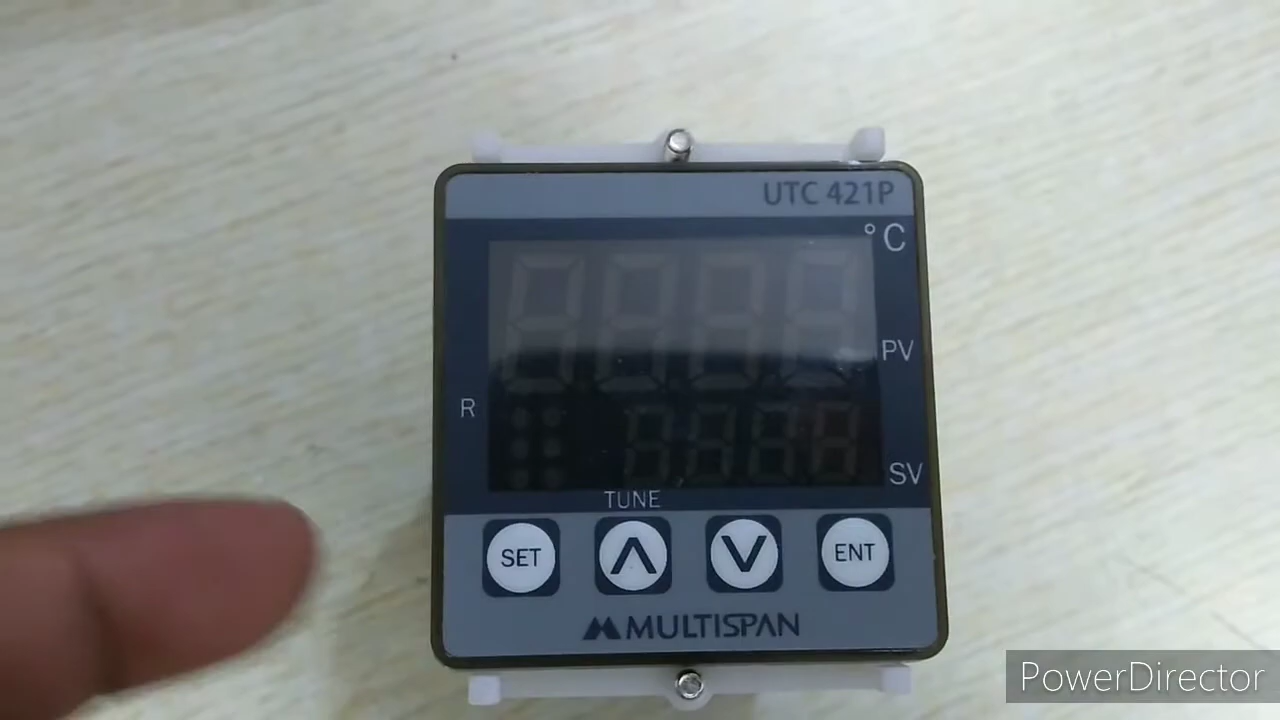 UTC 421P
°C
PV
R
SV
TUNE
SET
ENT
MULTISPAN
PowerDirector